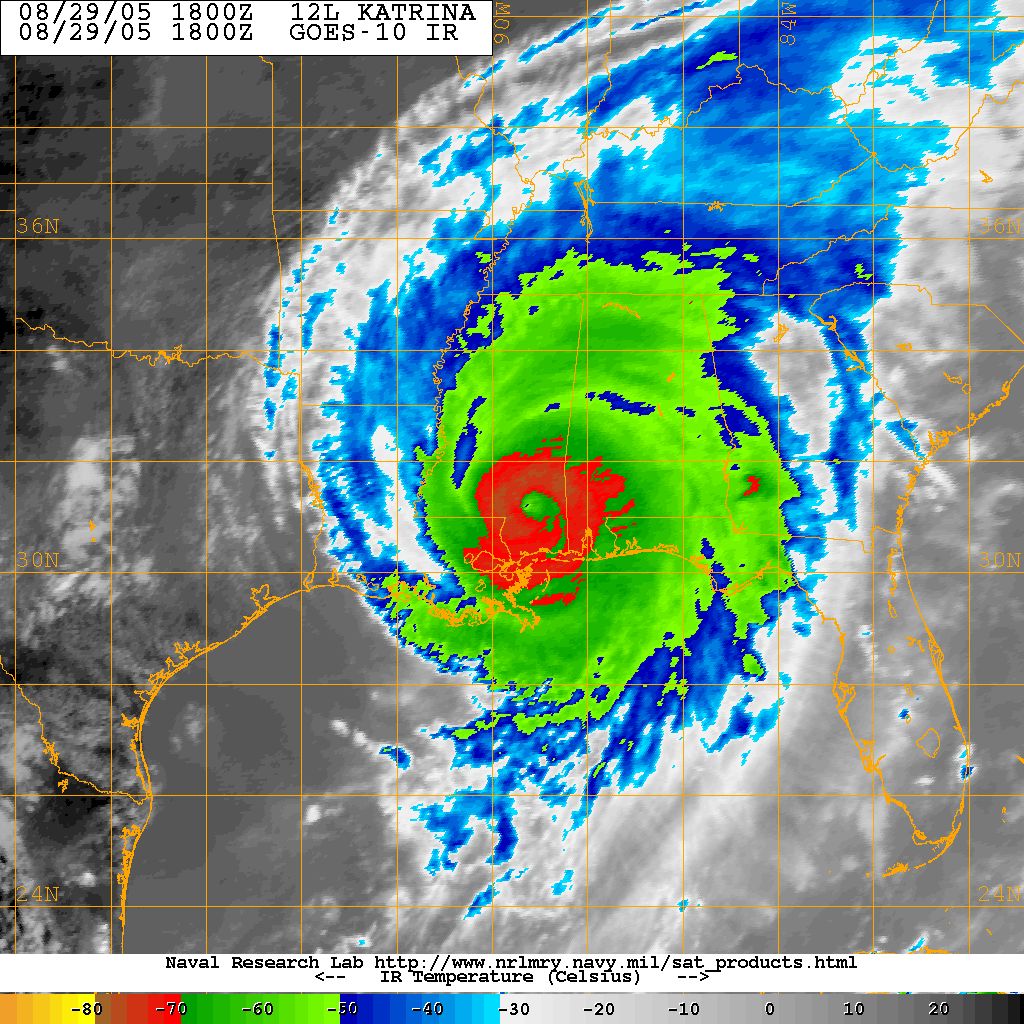 08/29/05 1800Z 12L KATRINA
08/29/05 1800Z GOES-10 IR
90W 84W
36N 36N
30N 30N
24N 24N
Naval Research Lab http://www.nrlmry.navy.mil/sat_products.html
<-- IR Temperature (Celsius) -->
-80 -70 -60 -50 -40 -30 -20 -10 0 10 20